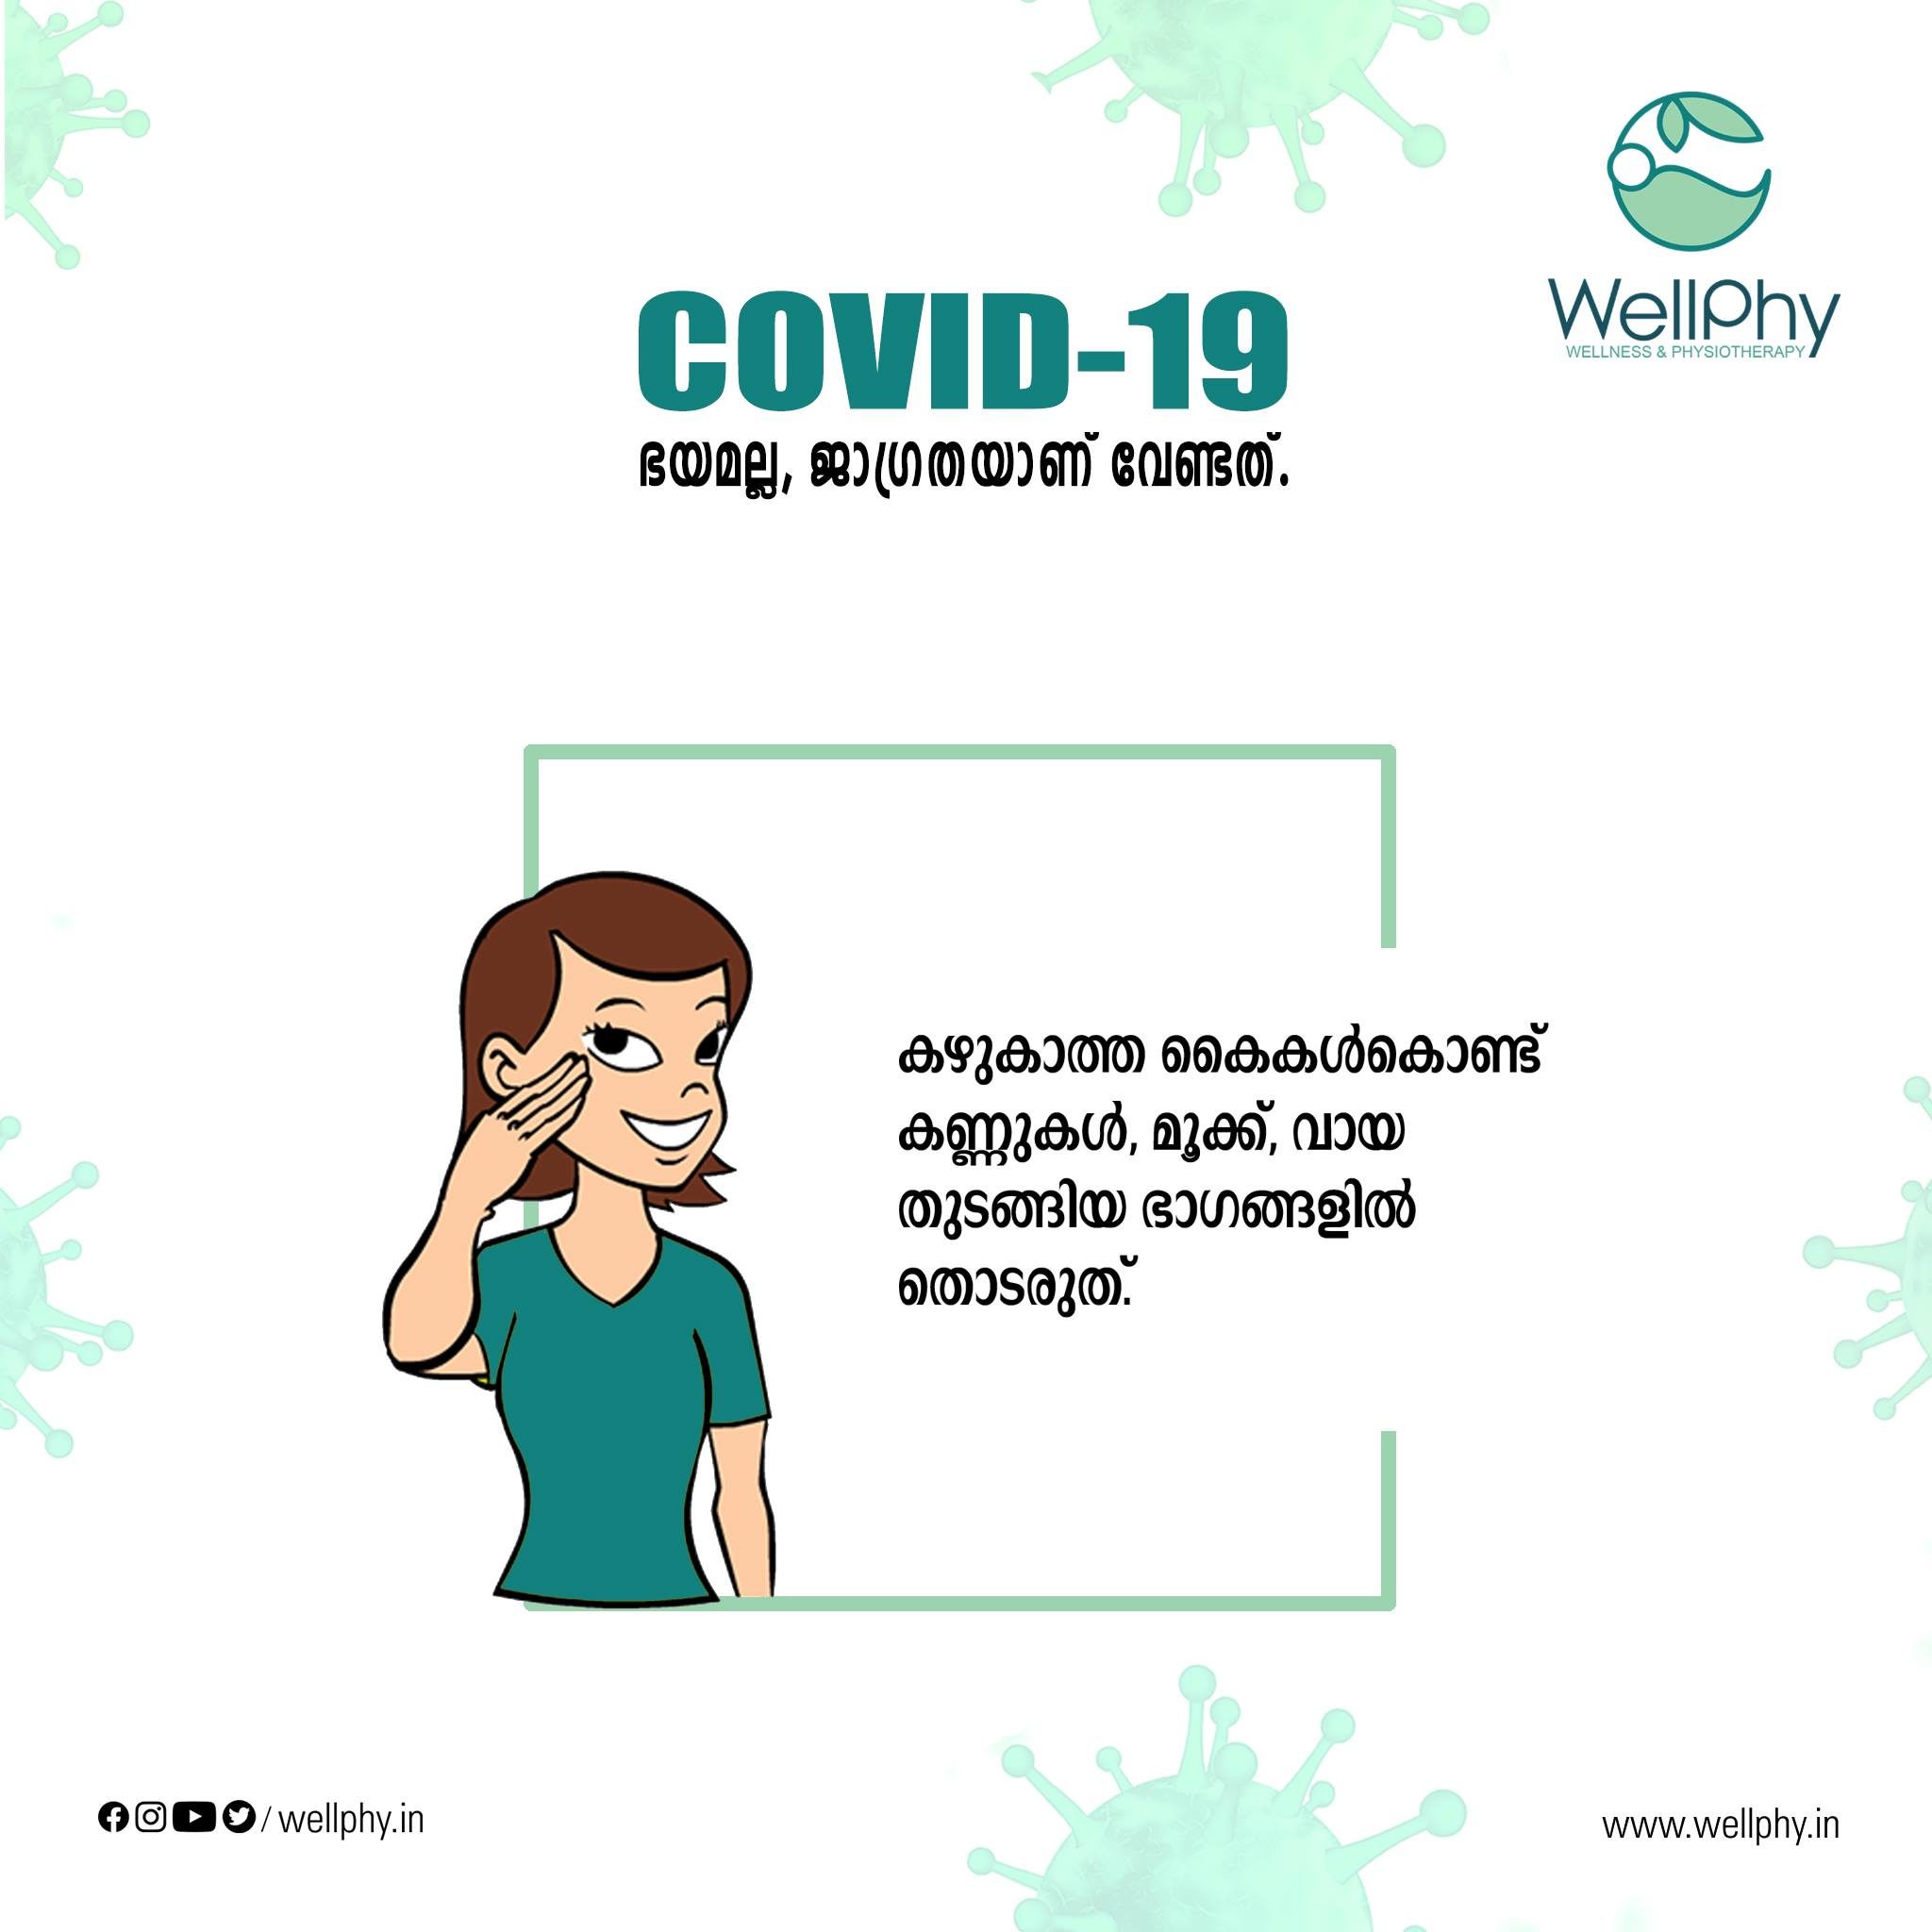 WellPhy
WELLNESS & PHYSIOTHERAPY
COVID-19
ഭയമല്ല, ജാഗ്രതയാണ് വേണ്ടത്.
കഴുകാത്ത കൈകൾകൊണ്ട്
കണ്ണുകൾ, മൂക്ക്, വായ
തുടങ്ങിയ ഭാഗങ്ങളിൽ
തൊടരുത്.
/ wellphy.in
www.wellphy.in